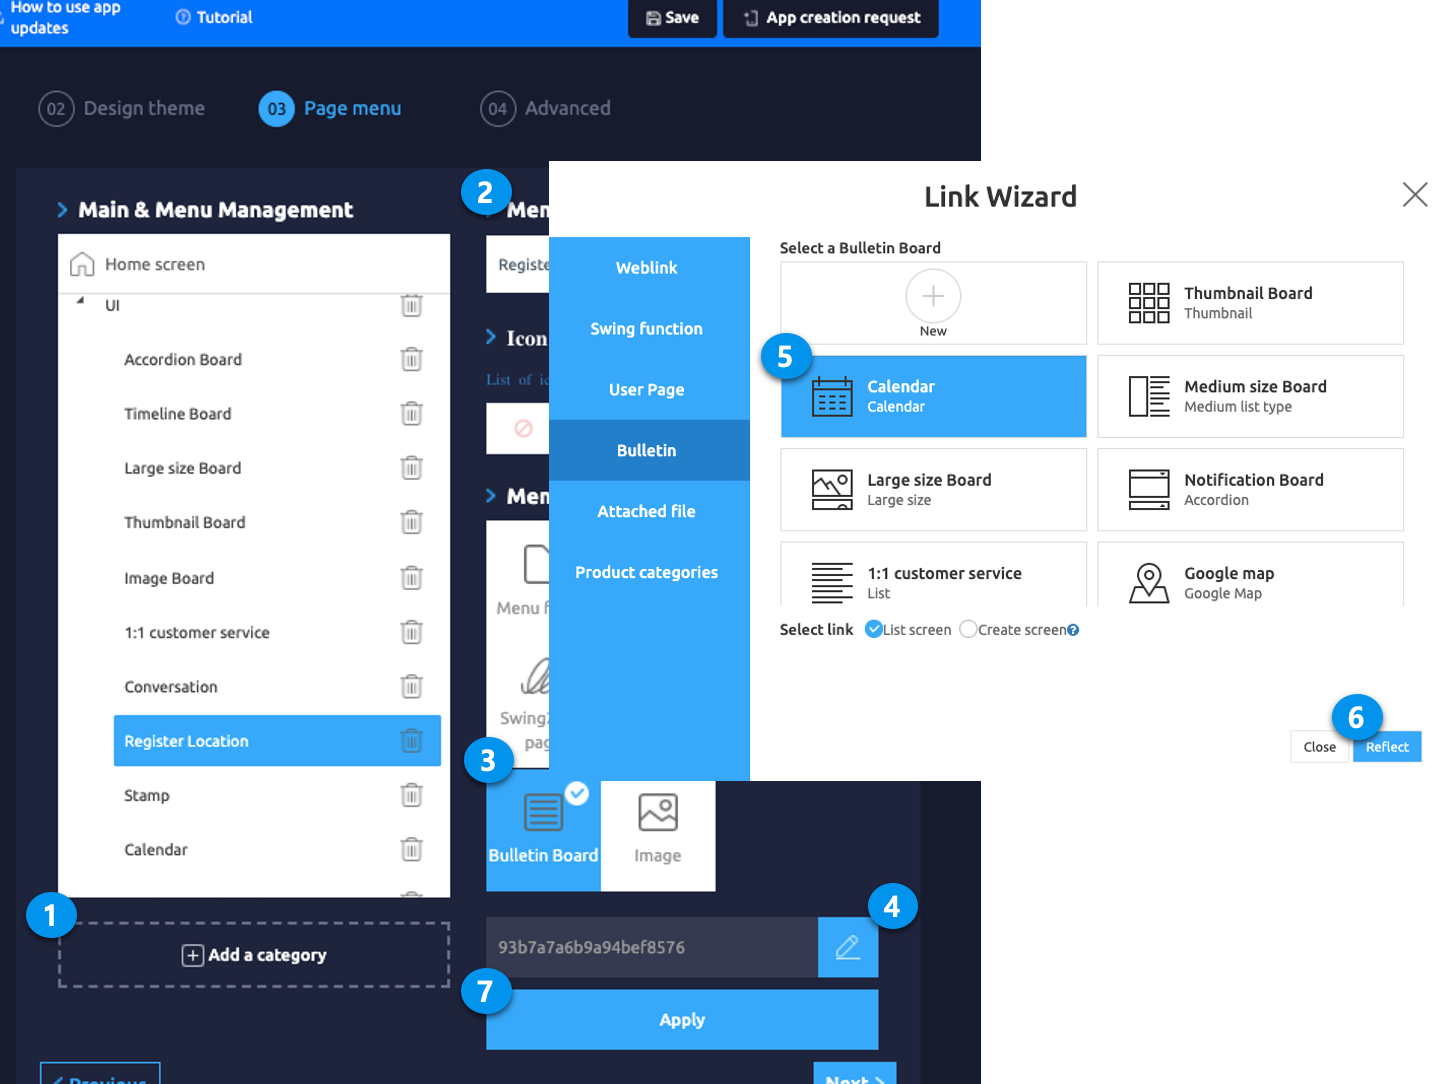 How to use app
updates
Tutorial
Save
App creation request
02 Design theme
03 Page menu
04 Advanced
Main & Menu Management
Home screen
UI
Accordion Board
Timeline Board
Large size Board
Thumbnail Board
Image Board
1:1 customer service
Conversation
Register Location
Stamp
Calendar
1
Add a category
Previous
2
Men
Registe
Icon
List of ic
Men
Menu f
Swing2
pag
3
Bulletin Board
Image
4
93b7a7a6b9a94bef8576
7
Apply
Next
Link Wizard
Weblink
Swing function
User Page
Bulletin
Attached file
Product categories
Select a Bulletin Board
New
Thumbnail Board
Thumbnail
5
Calendar
Calendar
Medium size Board
Medium list type
Large size Board
Large size
Notification Board
Accordion
1:1 customer service
List
Google map
Google Map
Select link List screen Create screen
6
Close
Reflect